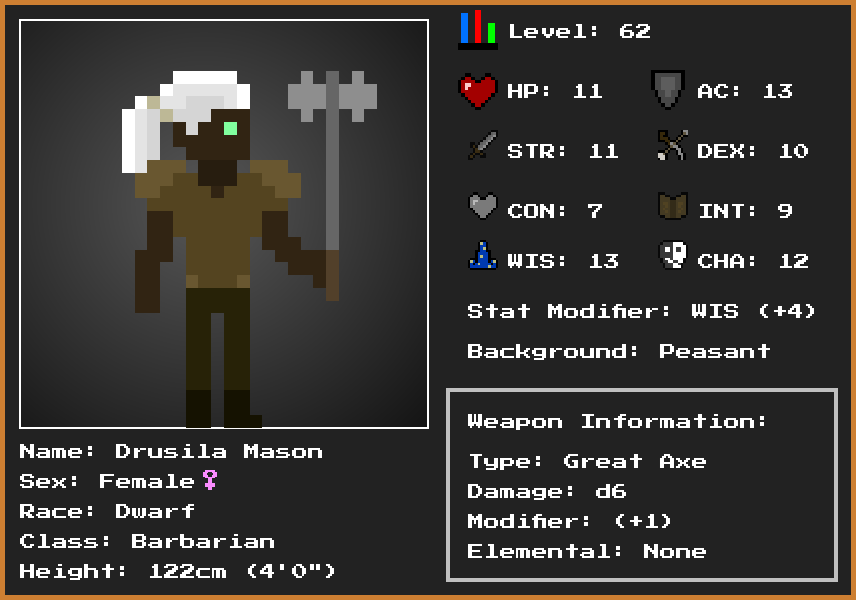 Level: 62
HP: 11
AC: 13
STR: 11
DEX: 10
CON: 7
INT: 9
WIS: 13
CHA: 12
Stat Modifier: WIS (+4)
Background: Peasant
Weapon Information:
Type: Great Axe
Damage: d6
Modifier: (+1)
Elemental: None
Name: Drusila Mason
Sex: Female♀
Race: Dwarf
Class: Barbarian
Height: 122cm (4'0")